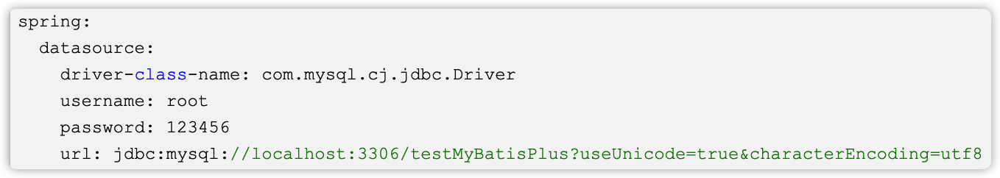 spring:
  datasource:
    driver-class-name: com.mysql.cj.jdbc.Driver
    username: root
    password: 123456
    url: jdbc:mysql://localhost:3306/testMyBatisPlus?useUnicode=true&characterEncoding=utf8